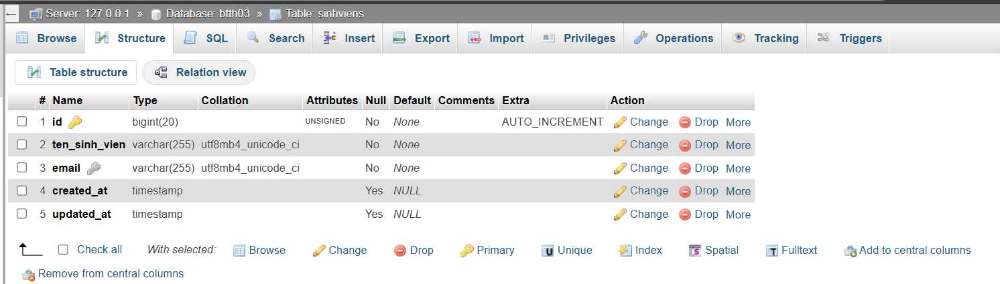 ← Server: 127.0.0.1 » Database: btth03 » Table: sinhviens
Browse Structure SQL Search Insert Export Import Privileges Operations Tracking Triggers
Table structure Relation view
# Name Type Collation Attributes Null Default Comments Extra Action
1 id bigint(20) UNSIGNED No None AUTO_INCREMENT Change Drop More
2 ten_sinh_vien varchar(255) utf8mb4_unicode_ci No None Change Drop More
3 email varchar(255) utf8mb4_unicode_ci No None Change Drop More
4 created_at timestamp Yes NULL Change Drop More
5 updated_at timestamp Yes NULL Change Drop More
Check all With selected: Browse Change Drop Primary U Unique Index S Spatial T Fulltext Add to central columns
Remove from central columns